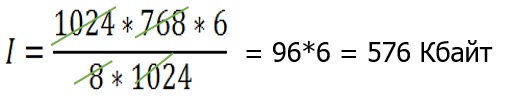 I = 1024 * 768 * 6 / 8 * 1024 = 96*6 = 576 Кбайт